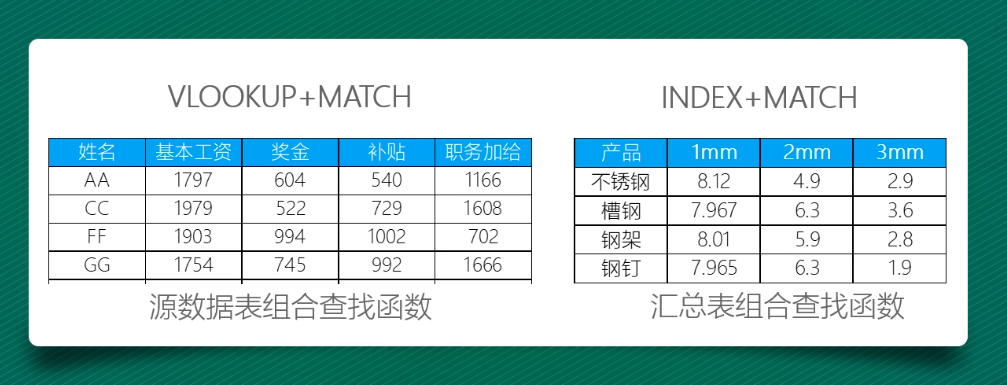 VLOOKUP+MATCH
姓名 基本工资 奖金 补贴 职务加给
AA 1797 604 540 1166
CC 1979 522 729 1608
FF 1903 994 1002 702
GG 1754 745 992 1666
源数据表组合查找函数
INDEX+MATCH
产品 1mm 2mm 3mm
不锈钢 8.12 4.9 2.9
槽钢 7.967 6.3 3.6
钢架 8.01 5.9 2.8
钢钉 7.965 6.3 1.9
汇总表组合查找函数